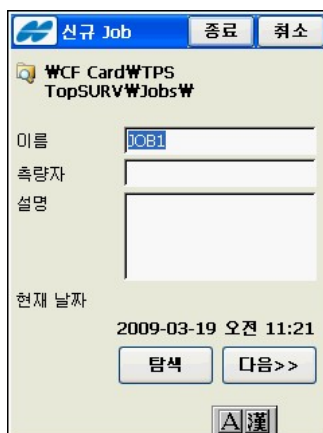 신규 Job
종료
취소
₩CF Card₩TPS
TopSURV₩Jobs₩
이름
JOB1
측량자
설명
현재 날짜
2009-03-19 오전 11:21
탐색
다음>>
A漢